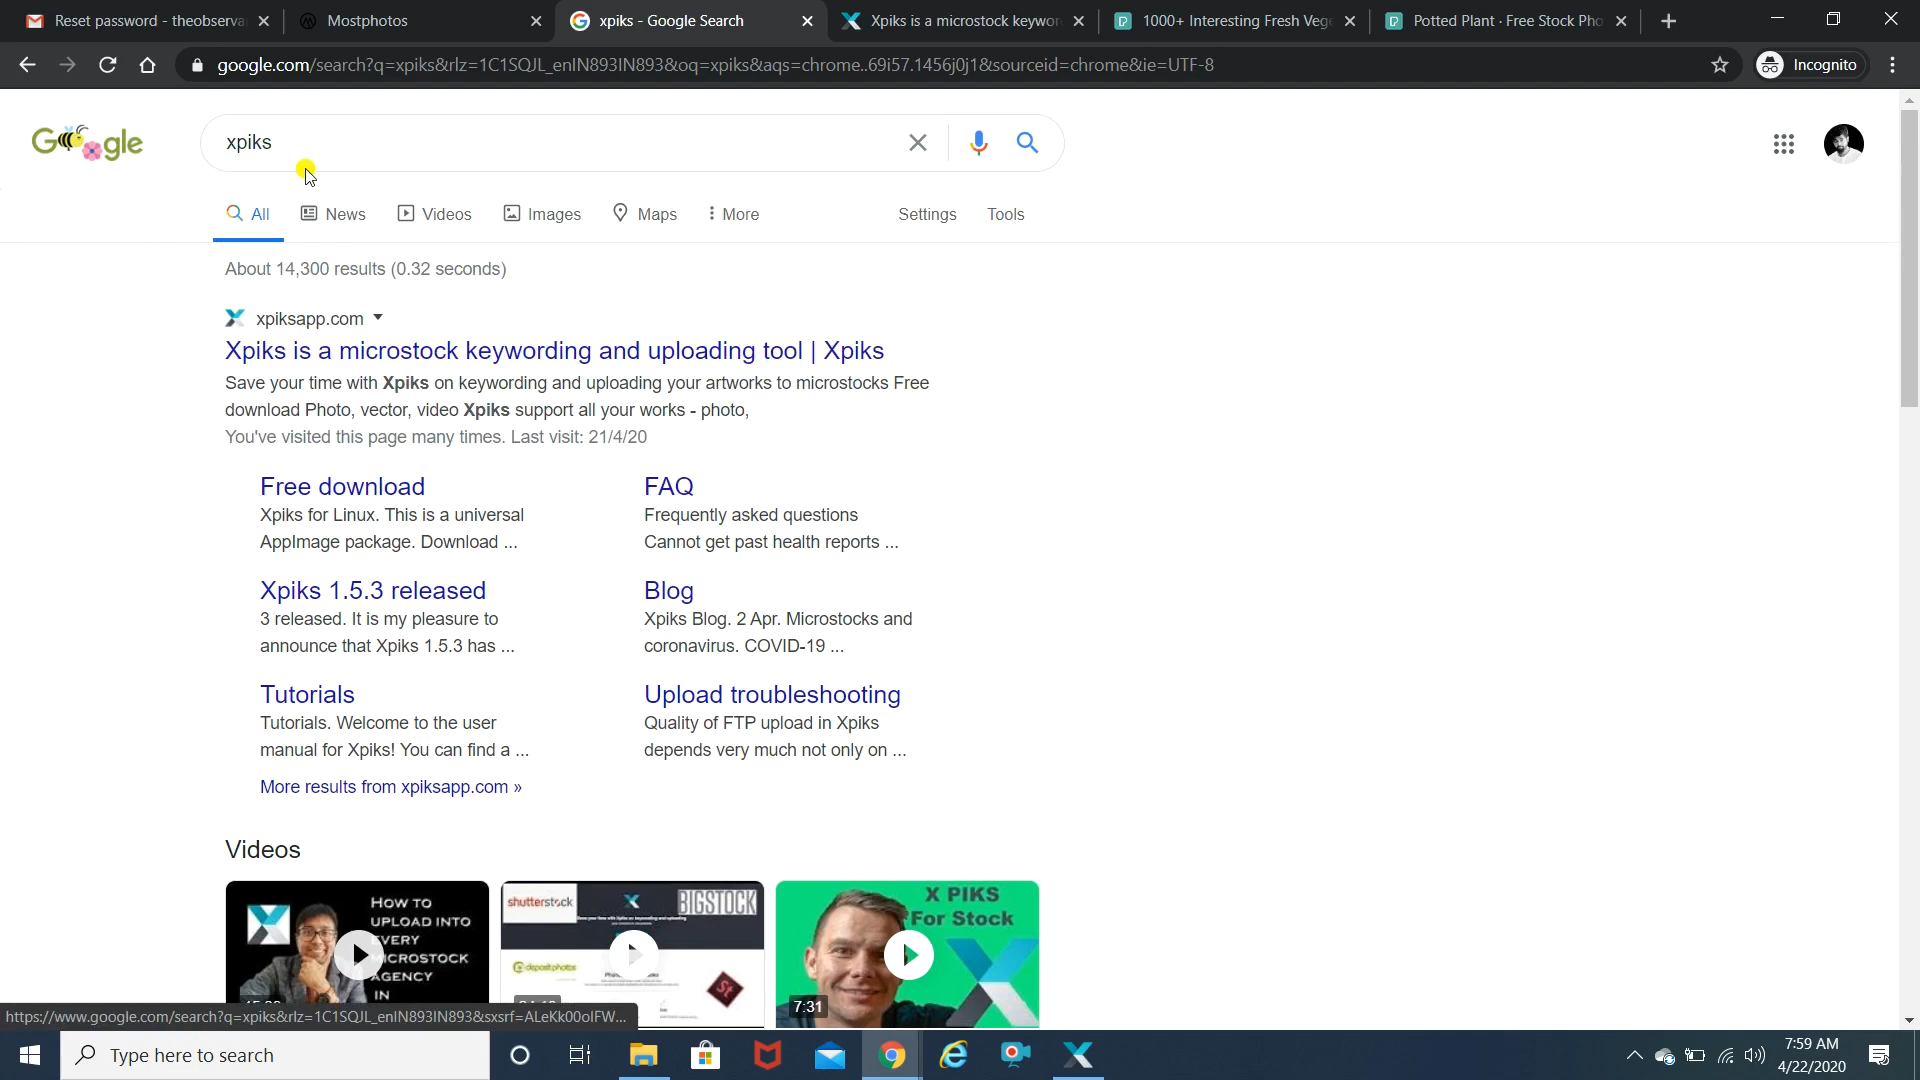 Reset password - theobserva
Mostphotos
xpiks - Google Search
Xpiks is a microstock keywor
1000+ Interesting Fresh Veg
Potted Plant · Free Stock Pho
google.com/search?q=xpiks&rlz=1C1SQJL_enIN893IN893&oq=xpiks&aqs=chrome..69i57.1456j0j1&sourceid=chrome&ie=UTF-8
Incognito
Google
xpiks
All
News
Videos
Images
Maps
More
Settings
Tools
About 14,300 results (0.32 seconds)
xpiksapp.com
Xpiks is a microstock keywording and uploading tool | Xpiks
Save your time with Xpiks on keywording and uploading your artworks to microstocks Free
download Photo, vector, video Xpiks support all your works - photo,
You've visited this page many times. Last visit: 21/4/20
Free download
Xpiks for Linux. This is a universal
AppImage package. Download ...
FAQ
Frequently asked questions
Cannot get past health reports ...
Xpiks 1.5.3 released
3 released. It is my pleasure to
announce that Xpiks 1.5.3 has ...
Blog
Xpiks Blog. 2 Apr. Microstocks and
coronavirus. COVID-19 ...
Tutorials
Tutorials. Welcome to the user
manual for Xpiks! You can find a ...
Upload troubleshooting
Quality of FTP upload in Xpiks
depends very much not only on ...
More results from xpiksapp.com »
Videos
HOW TO
UPLOAD INTO
EVERY
MICROSTOCK
AGENCY
IN
shutterstock
BIGSTOCK
depositphotos
St
X PIKS
For Stock
7:31
https://www.google.com/search?q=xpiks&rlz=1C1SQJL_enIN893IN893&sxsrf=ALeKk00oIFW...
Type here to search
7:59 AM
4/22/2020